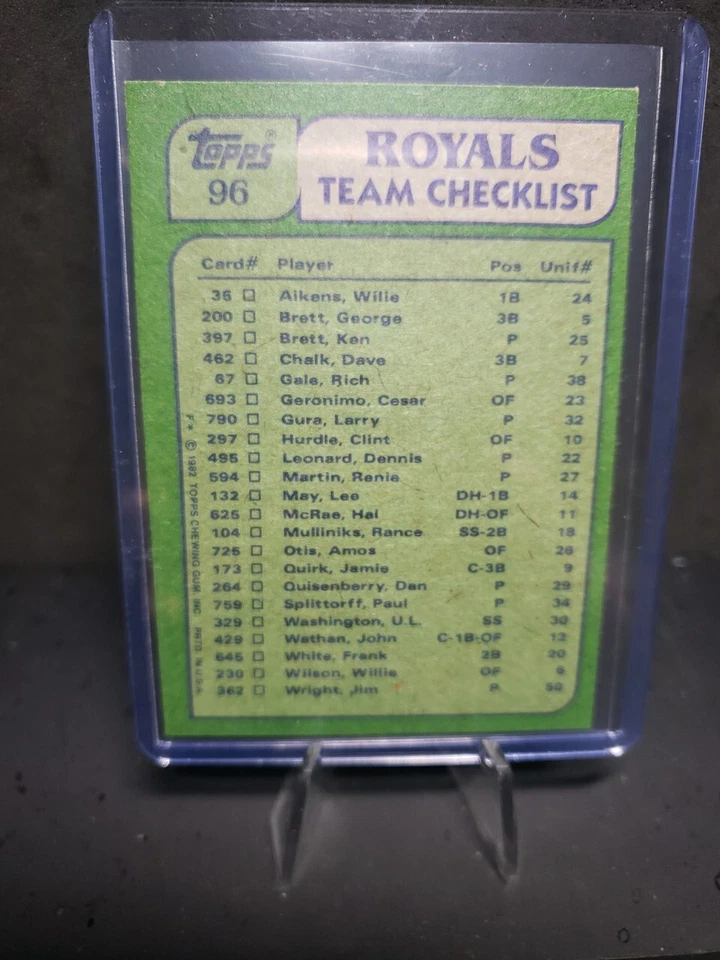 Topps®
96
ROYALS
TEAM CHECKLIST
Card# Player Pos Unif#
36 Aikens, Willie 1B 24
200 Brett, George 3B 5
397 Brett, Ken P 25
462 Chalk, Dave 3B 7
67 Gale, Rich P 38
693 Geronimo, Cesar OF 23
790 Gura, Larry P 32
297 Hurdle, Clint OF 10
495 Leonard, Dennis P 22
594 Martin, Renie P 27
132 May, Lee DH-1B 14
625 McRae, Hal DH-OF 11
104 Mulliniks, Rance SS-2B 18
725 Otis, Amos OF 26
173 Quirk, Jamie C-3B 9
264 Quisenberry, Dan P 29
759 Splittorff, Paul P 34
329 Washington, U.L. SS 30
429 Wathan, John C-1B-OF 12
645 White, Frank 2B 20
230 Wilson, Willie OF 6
362 Wright, Jim P 50
F* © 1982 TOPPS CHEWING GUM, INC. PRTD. IN U.S.A.